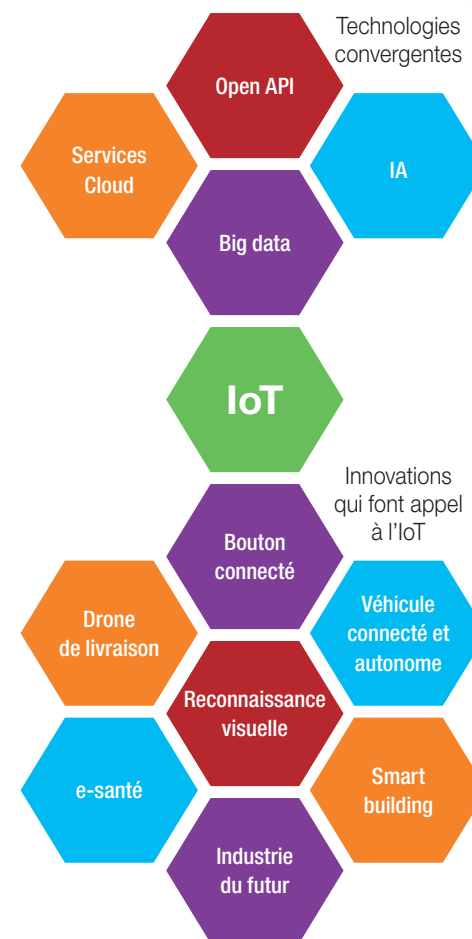 Technologies
convergentes
Open API
Services
Cloud
IA
Big data
IoT
Innovations
qui font appel
à l’IoT
Bouton
connecté
Drone
de livraison
Véhicule
connecté et
autonome
Reconnaissance
visuelle
e-santé
Smart
building
Industrie
du futur